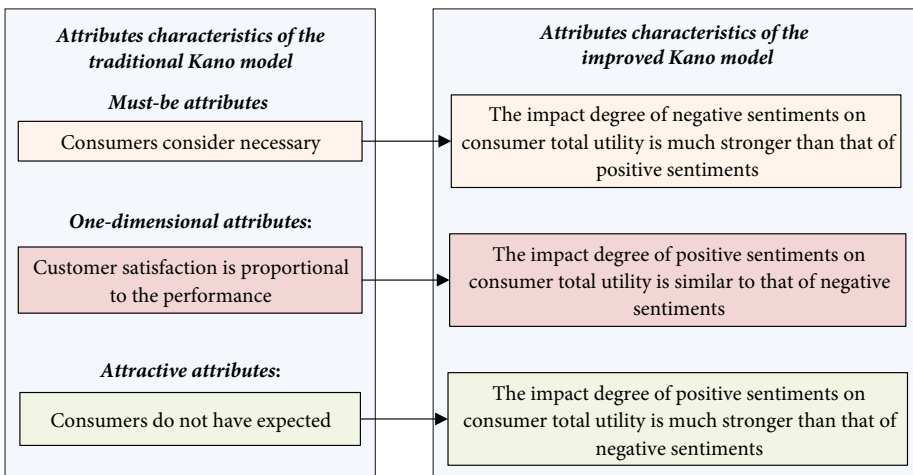 Attributes characteristics of the
traditional Kano model
Must-be attributes
Consumers consider necessary
One-dimensional attributes:
Customer satisfaction is proportional
to the performance
Attractive attributes:
Consumers do not have expected
Attributes characteristics of the
improved Kano model
The impact degree of negative sentiments on
consumer total utility is much stronger than that of
positive sentiments
The impact degree of positive sentiments on
consumer total utility is similar to that of negative
sentiments
The impact degree of positive sentiments on
consumer total utility is much stronger than that of
negative sentiments